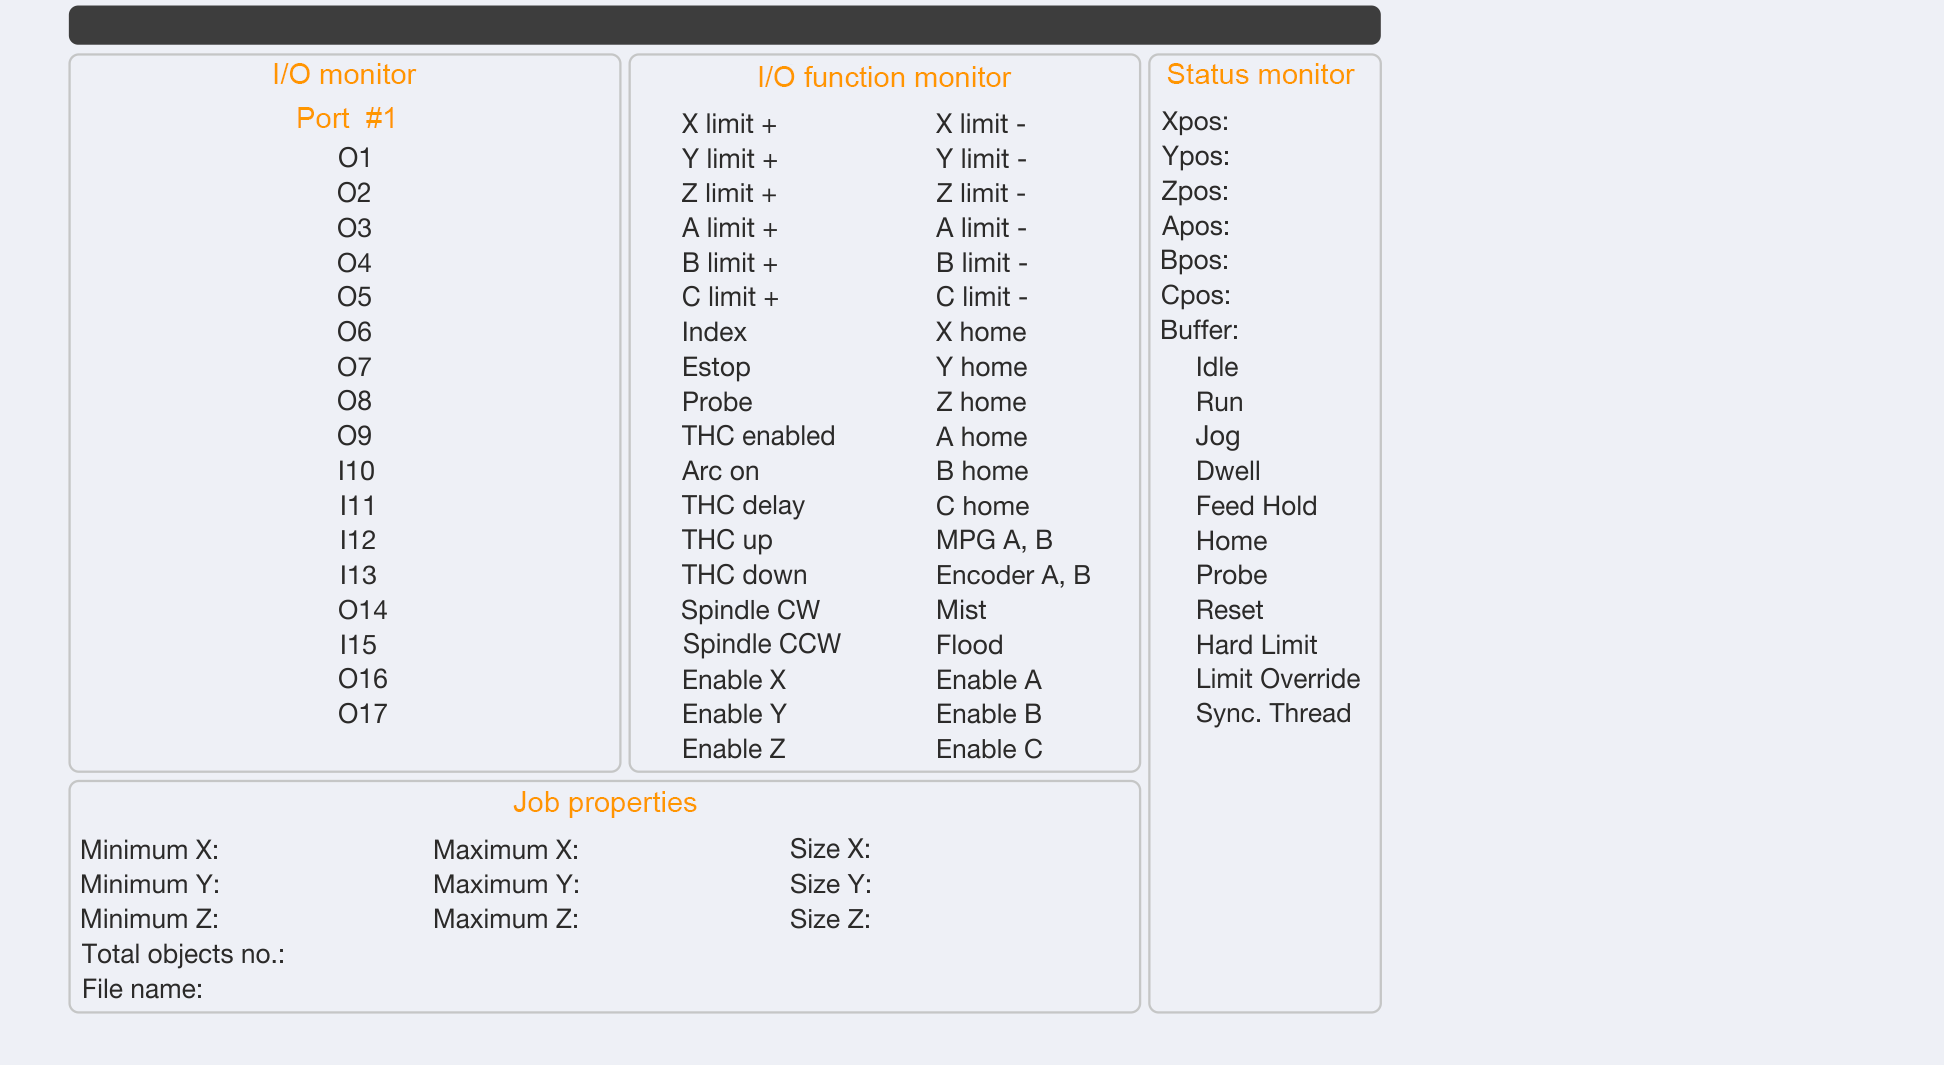 I/O monitor
Port #1
O1
O2
O3
O4
O5
O6
O7
O8
O9
I10
I11
I12
I13
O14
I15
O16
O17
I/O function monitor
X limit + X limit -
Y limit + Y limit -
Z limit + Z limit -
A limit + A limit -
B limit + B limit -
C limit + C limit -
Index X home
Estop Y home
Probe Z home
THC enabled A home
Arc on B home
THC delay C home
THC up MPG A, B
THC down Encoder A, B
Spindle CW Mist
Spindle CCW Flood
Enable X Enable A
Enable Y Enable B
Enable Z Enable C
Status monitor
Xpos:
Ypos:
Zpos:
Apos:
Bpos:
Cpos:
Buffer:
Idle
Run
Jog
Dwell
Feed Hold
Home
Probe
Reset
Hard Limit
Limit Override
Sync. Thread
Job properties
Minimum X: Maximum X: Size X:
Minimum Y: Maximum Y: Size Y:
Minimum Z: Maximum Z: Size Z:
Total objects no.:
File name: